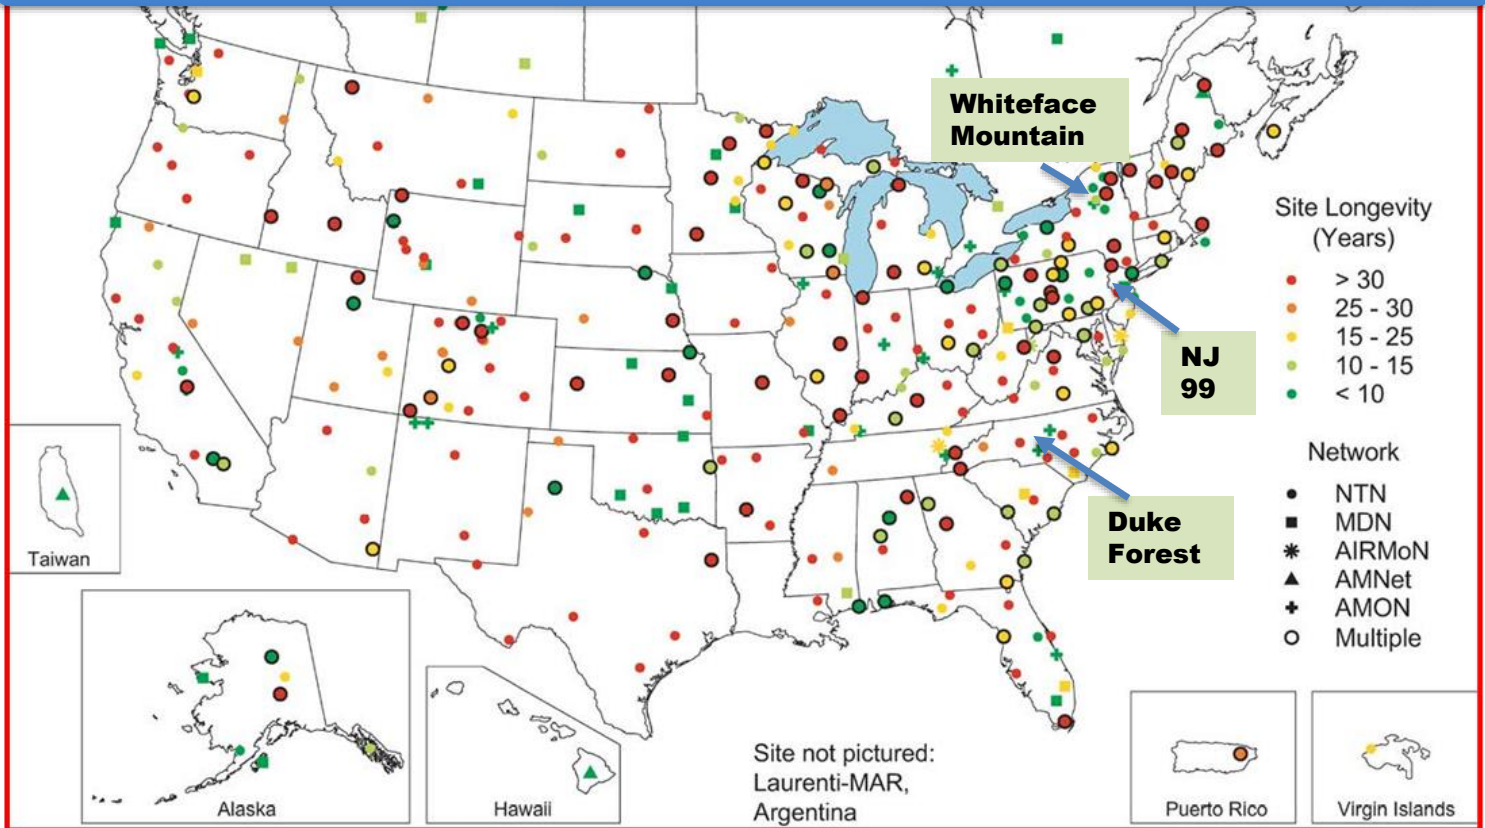 Whiteface
Mountain
Site Longevity
(Years)
> 30
25 - 30
15 - 25
10 - 15
< 10
NJ
99
Network
NTN
MDN
AIRMoN
AMNet
AMON
Multiple
Duke
Forest
Taiwan
Alaska
Hawaii
Site not pictured:
Laurenti-MAR,
Argentina
Puerto Rico
Virgin Islands